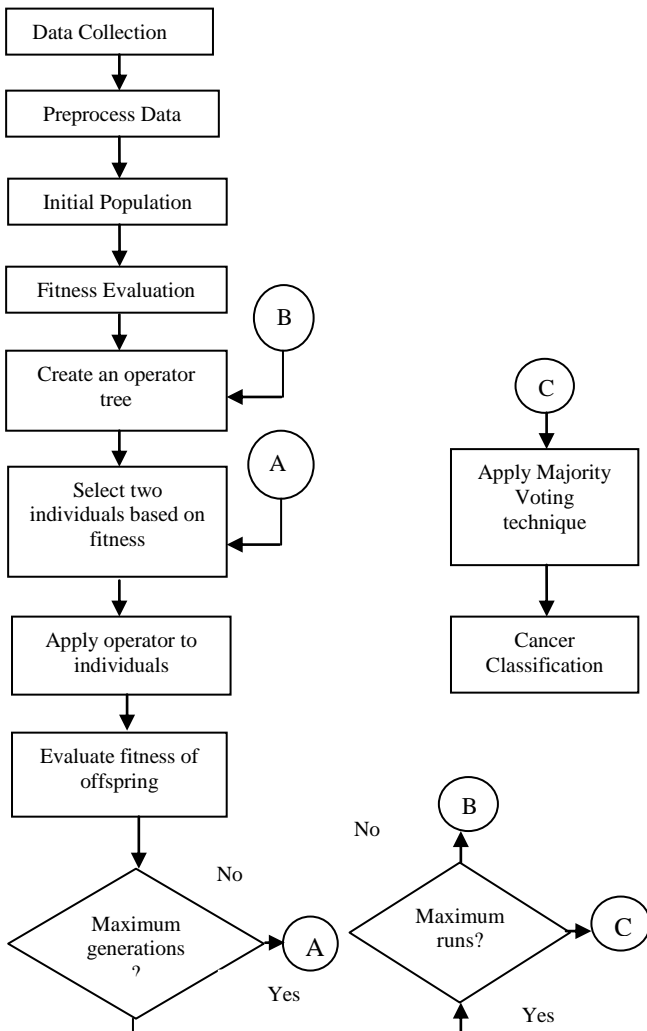 Data Collection
Preprocess Data
Initial Population
Fitness Evaluation
B
Create an operator
tree
A
Select two
individuals based on
fitness
Apply operator to
individuals
Evaluate fitness of
offspring
No
Maximum
generations
?
A
Yes
C
Apply Majority
Voting
technique
Cancer
Classification
B
No
Maximum
runs?
C
Yes